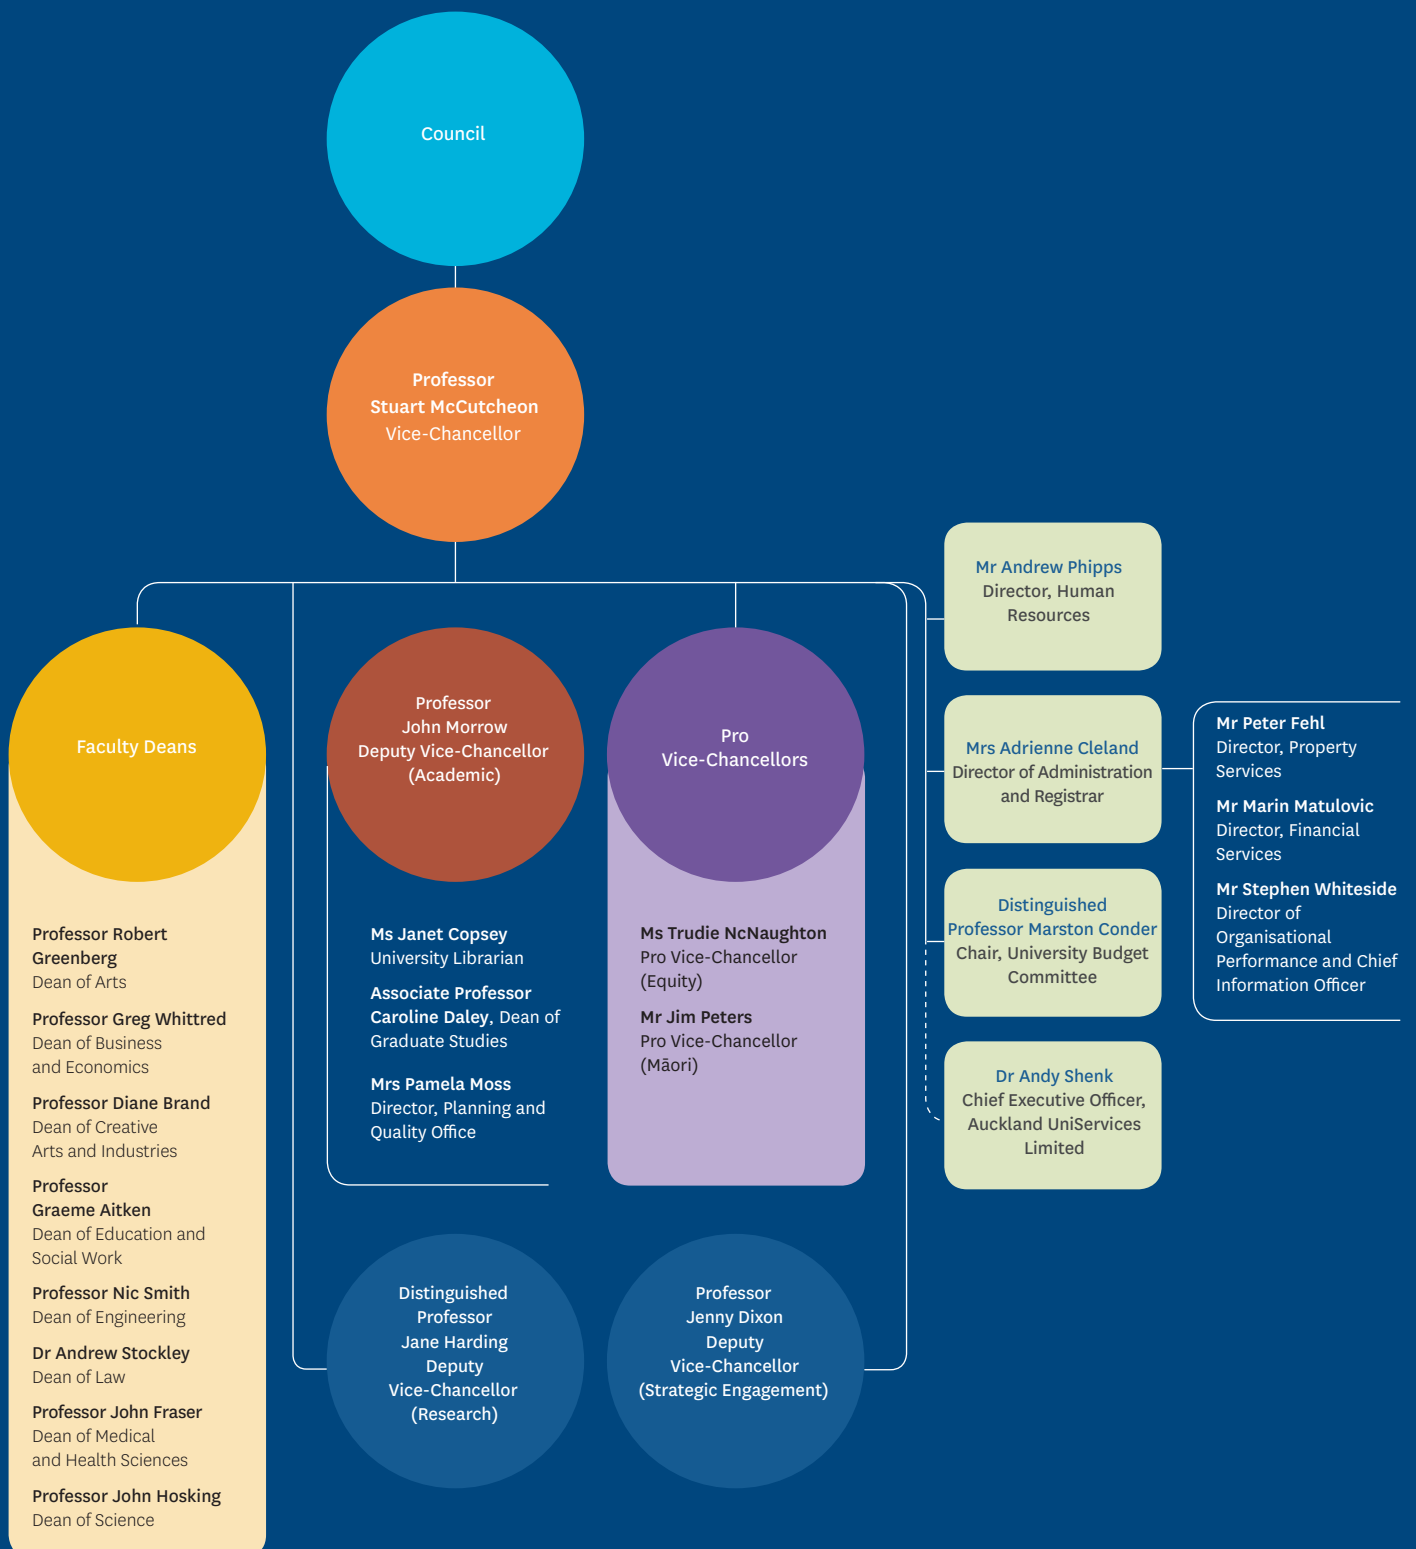 Council
Professor
Stuart McCutcheon
Vice-Chancellor
Faculty Deans
Professor Robert
Greenberg
Dean of Arts
Professor Greg Whittred
Dean of Business
and Economics
Professor Diane Brand
Dean of Creative
Arts and Industries
Professor
Graeme Aitken
Dean of Education and
Social Work
Professor Nic Smith
Dean of Engineering
Dr Andrew Stockley
Dean of Law
Professor John Fraser
Dean of Medical
and Health Sciences
Professor John Hosking
Dean of Science
Professor
John Morrow
Deputy Vice-Chancellor
(Academic)
Ms Janet Copsey
University Librarian
Associate Professor
Caroline Daley, Dean of
Graduate Studies
Mrs Pamela Moss
Director, Planning and
Quality Office
Distinguished
Professor
Jane Harding
Deputy
Vice-Chancellor
(Research)
Pro
Vice-Chancellors
Ms Trudie NcNaughton
Pro Vice-Chancellor
(Equity)
Mr Jim Peters
Pro Vice-Chancellor
(Māori)
Professor
Jenny Dixon
Deputy
Vice-Chancellor
(Strategic Engagement)
Mr Andrew Phipps
Director, Human
Resources
Mrs Adrienne Cleland
Director of Administration
and Registrar
Distinguished
Professor Marston Conder
Chair, University Budget
Committee
Dr Andy Shenk
Chief Executive Officer,
Auckland UniServices
Limited
Mr Peter Fehl
Director, Property
Services
Mr Marin Matulovic
Director, Financial
Services
Mr Stephen Whiteside
Director of
Organisational
Performance and Chief
Information Officer